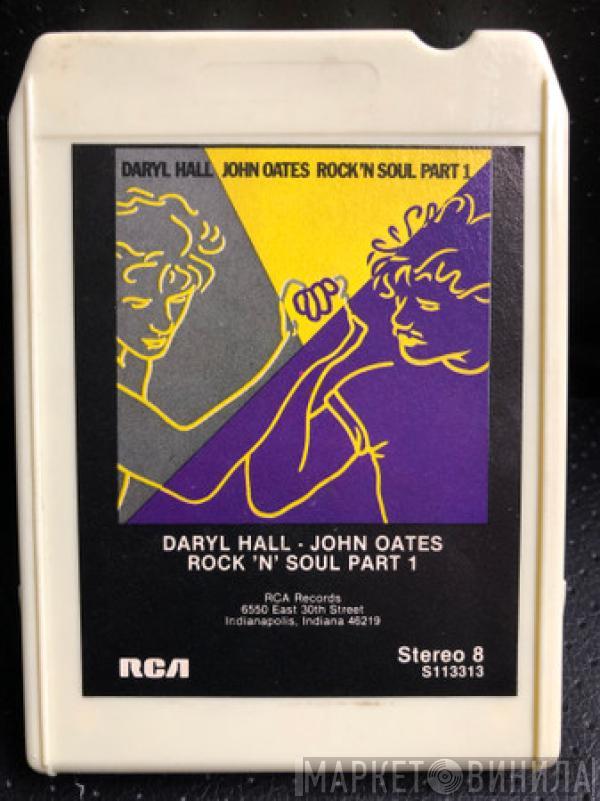 DARYL HALL JOHN OATES ROCK'N SOUL PART 1
DARYL HALL · JOHN OATES
ROCK 'N' SOUL PART 1
RCA Records
6550 East 30th Street
Indianapolis, Indiana 46219
RCA
Stereo 8
S113313
МАРКЕТ ВИНИЛА